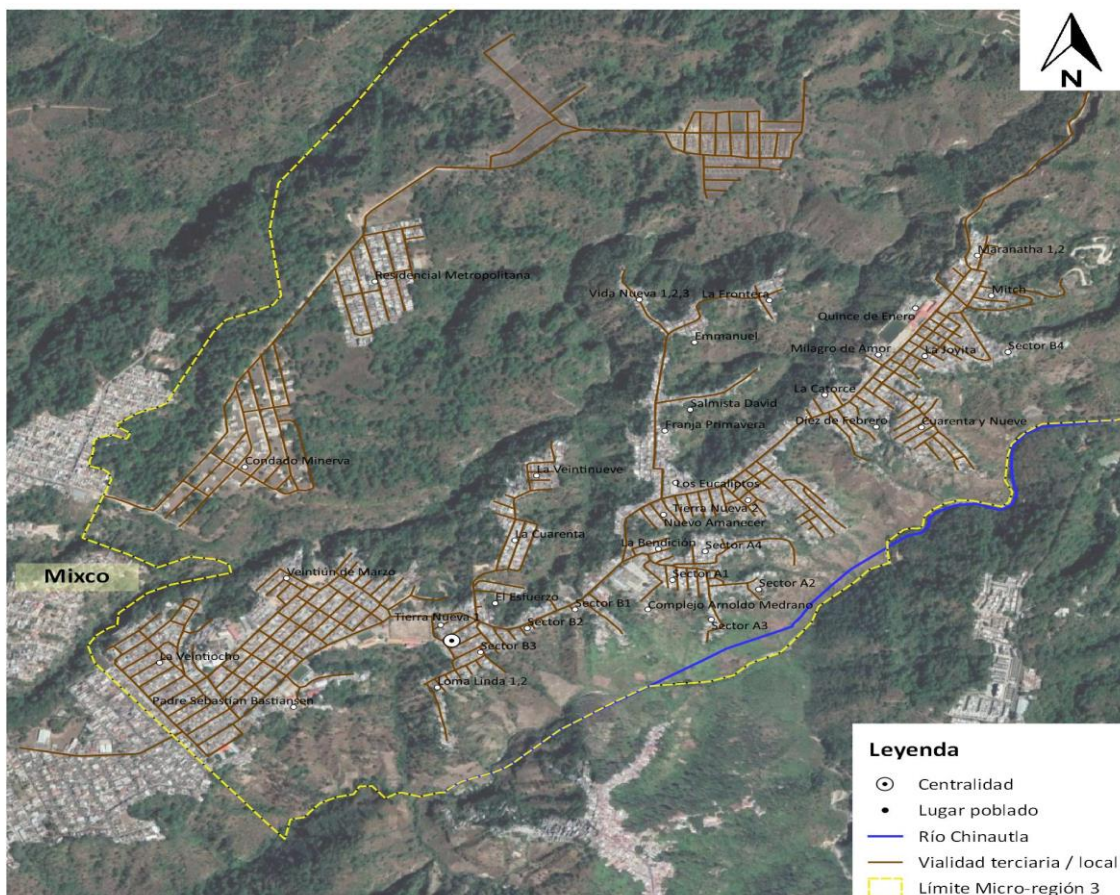 N
Maranatha 1,2
Residencial Metropolitana
Mitch
Vida Nueva 1,2,3
La Frontera
Quince de Enero
Emmanuel
Milagro de Amor
La Joyita
Sector B4
La Catorce
Salmista David
Franja Primavera
Diez de Febrero
Cuarenta y Nueve
Condado Minerva
La Veintinueve
Los Eucaliptos
Tierra Nueva 2
Nuevo Amanecer
La Cuarenta
La Bendición
Sector A4
Mixco
Veintiún de Marzo
Sector A1
Sector A2
El Esfuerzo
Sector B1
Complejo Arnoldo Medrano
Tierra Nueva 1
Sector B2
Sector A3
Sector B3
La Veintiocho
Loma Linda 1,2
Padre Sebastian Bastiansen
Leyenda
Centralidad
Lugar poblado
Río Chinautla
Vialidad terciaria / local
Límite Micro-región 3